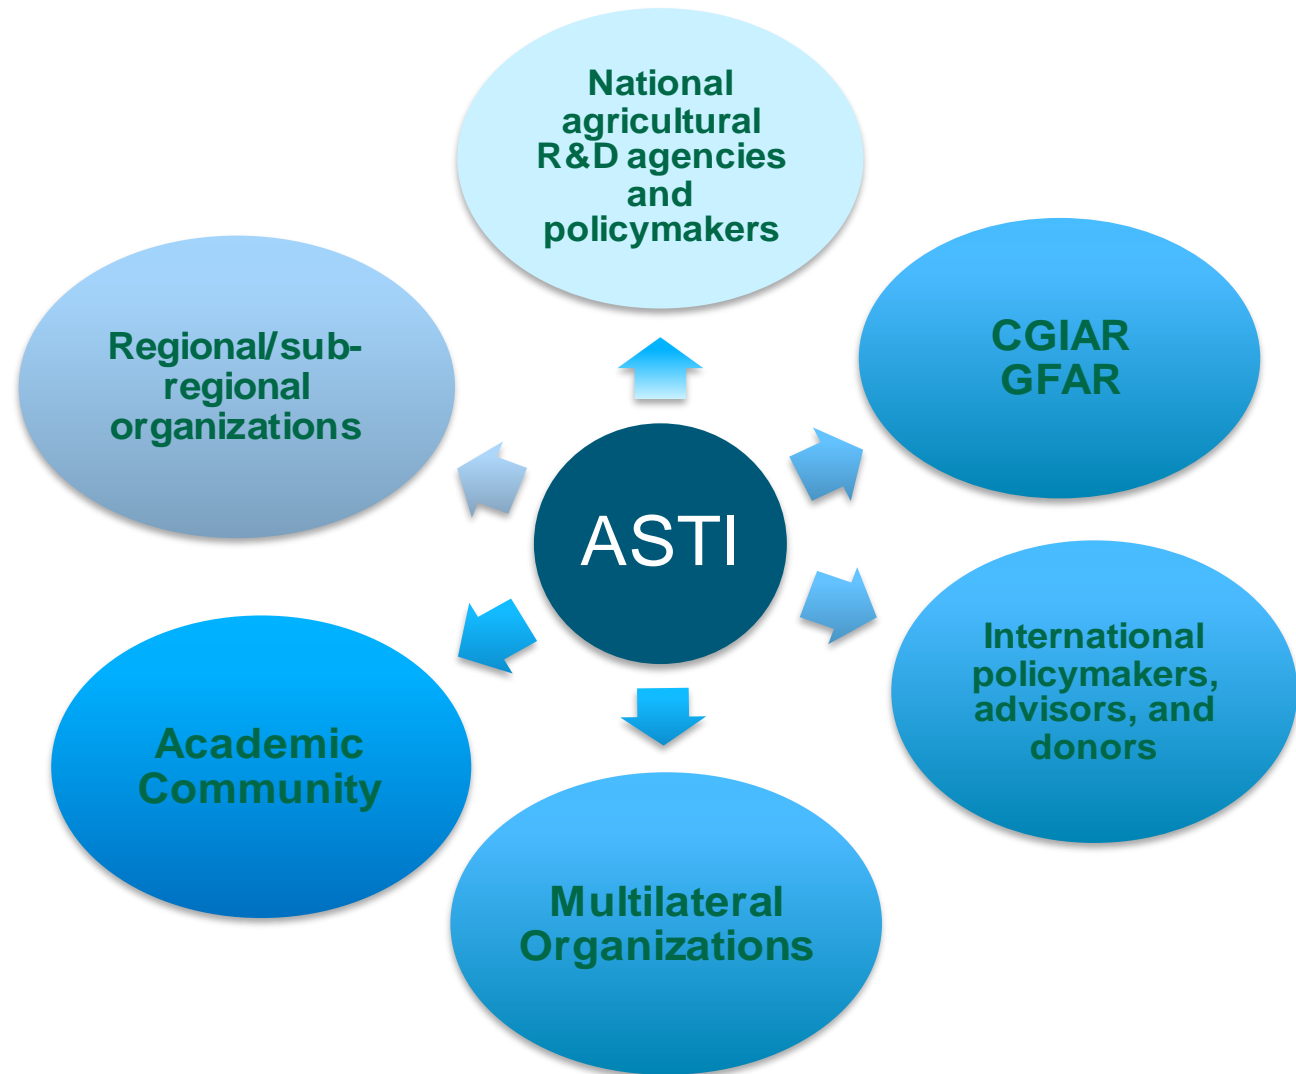 National
agricultural
R&D agencies
and
policymakers
CGIAR
GFAR
Regional/sub-
regional
organizations
ASTI
International
policymakers,
advisors, and
donors
Academic
Community
Multilateral
Organizations